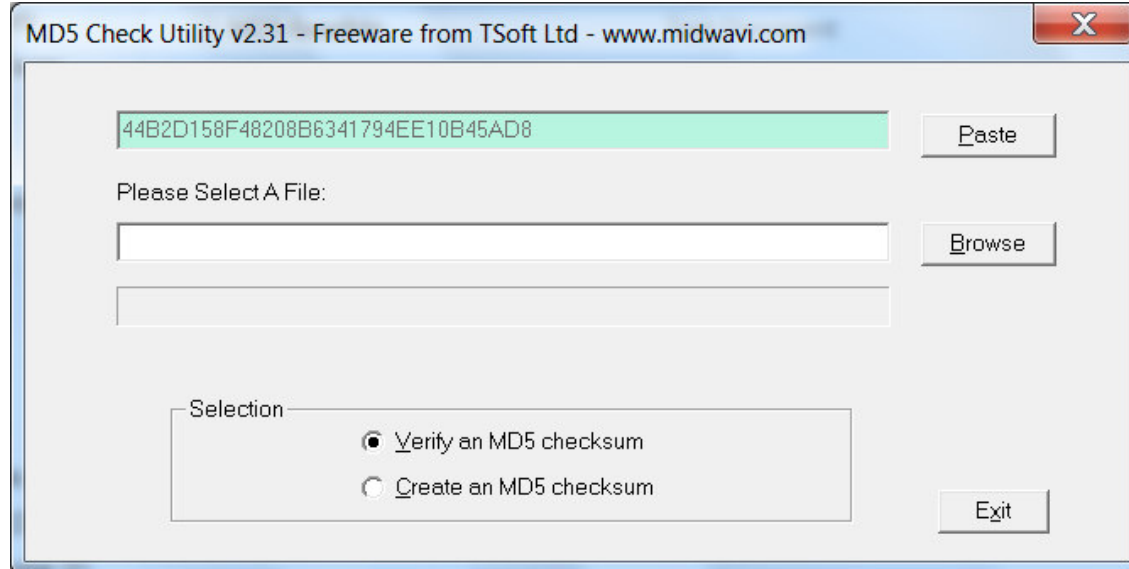 MD5 Check Utility v2.31 - Freeware from TSoft Ltd - www.midwavi.com
X
44B2D158F48208B6341794EE10B45AD8
Paste
Please Select A File:
Browse
Selection
Verify an MD5 checksum
Create an MD5 checksum
Exit